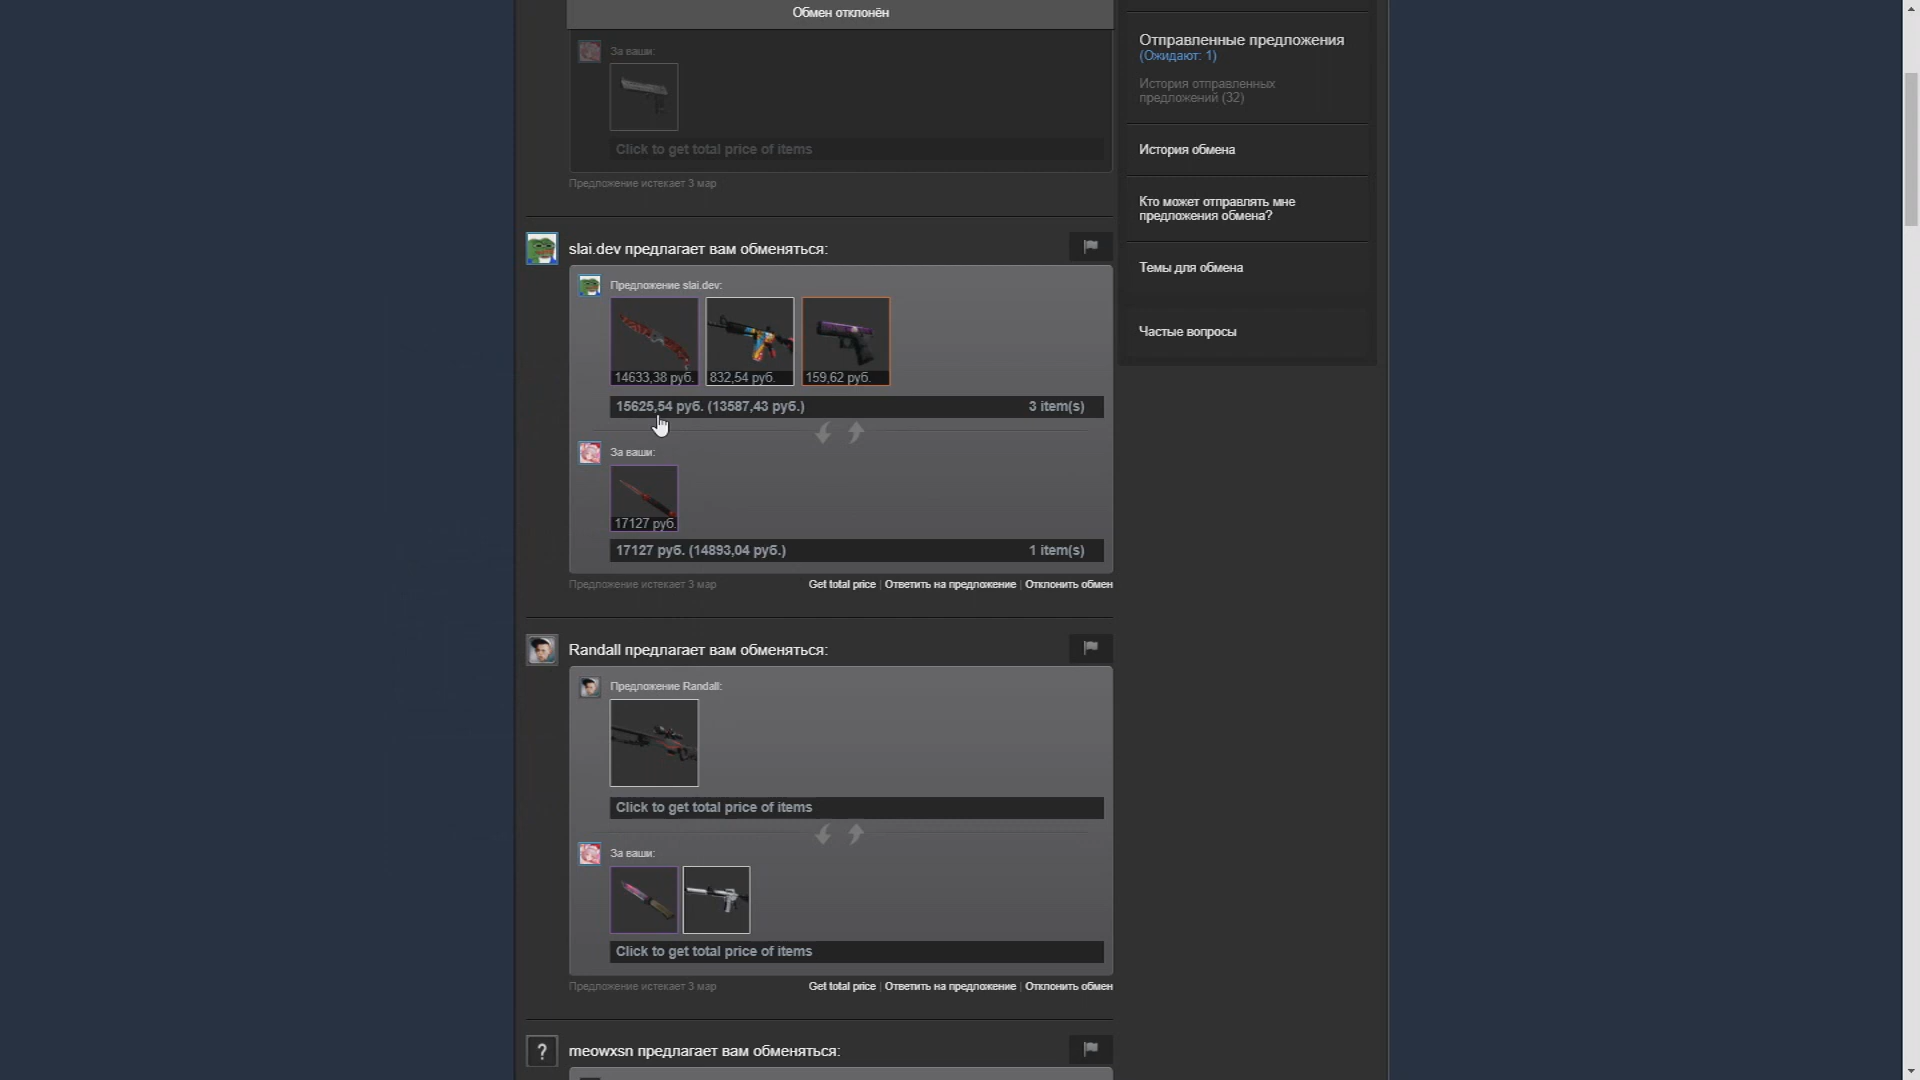 Обмен отклонён
За ваши:
Click to get total price of items
Предложение истекает 3 мар
slai.dev предлагает вам обменяться:
Предложение slai.dev:
14633,38 руб.
832,54 руб.
159,62 руб.
15625,54 руб. (13587,43 руб.)
3 item(s)
За ваши:
17127 руб.
17127 руб. (14893,04 руб.)
1 item(s)
Предложение истекает 3 мар
Get total price | Ответить на предложение | Отклонить обмен
Randall предлагает вам обменяться:
Предложение Randall:
Click to get total price of items
За ваши:
Click to get total price of items
Предложение истекает 3 мар
Get total price | Ответить на предложение | Отклонить обмен
?
meowxsn предлагает вам обменяться:
Отправленные предложения
(Ожидают: 1)
История отправленных
предложений (32)
История обмена
Кто может отправлять мне
предложения обмена?
Темы для обмена
Частые вопросы